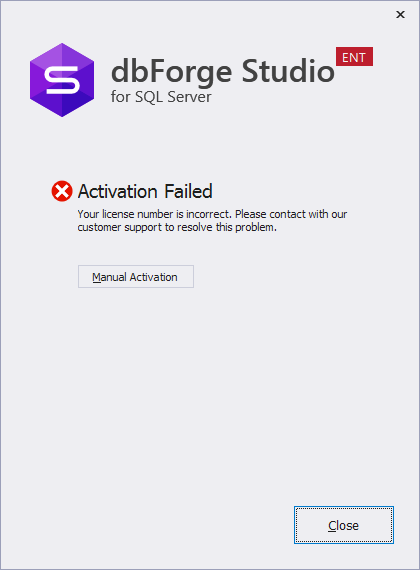 dbForge Studio ENT
for SQL Server
Activation Failed
Your license number is incorrect. Please contact with our
customer support to resolve this problem.
Manual Activation
Close